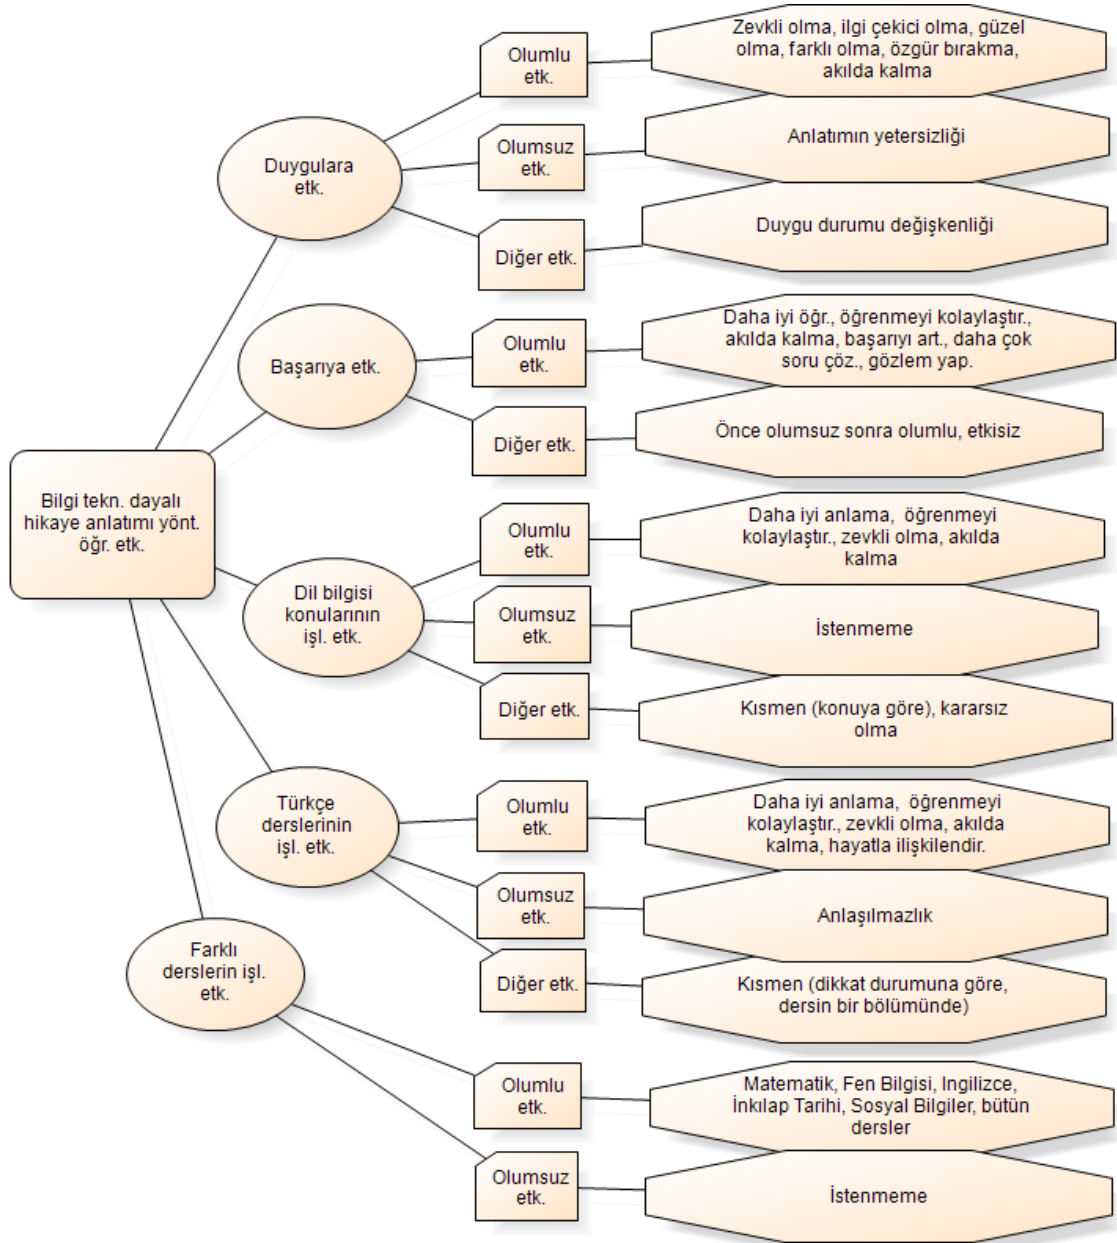 Zevkli olma, ilgi çekici olma, güzel
olma, farklı olma, özgür bırakma,
akılda kalma
Olumlu
etk.
Anlatımın yetersizliği
Olumsuz
etk.
Duygulara
etk.
Duygu durumu değişkenliği
Diğer etk.
Daha iyi öğr., öğrenmeyi kolaylaştır.,
akılda kalma, başarıyı art., daha çok
soru çöz., gözlem yap.
Olumlu
etk.
Başarıya etk.
Önce olumsuz sonra olumlu, etkisiz
Diğer etk.
Bilgi tekn. dayalı
hikaye anlatımı yönt.
öğr. etk.
Daha iyi anlama,  öğrenmeyi
kolaylaştır., zevkli olma, akılda
kalma
Olumlu
etk.
Dil bilgisi
konularının
işl. etk.
Olumsuz
etk.
İstenmeme
Diğer etk.
Kısmen (konuya göre), kararsız
olma
Daha iyi anlama,  öğrenmeyi
kolaylaştır., zevkli olma, akılda
kalma, hayatla ilişkilendir.
Olumlu
etk.
Türkçe
derslerinin
işl. etk.
Olumsuz
etk.
Anlaşılmazlık
Diğer etk.
Kısmen (dikkat durumuna göre,
dersin bir bölümünde)
Farklı
derslerin işl.
etk.
Olumlu
etk.
Matematik, Fen Bilgisi, Ingilizce,
İnkılap Tarihi, Sosyal Bilgiler, bütün
dersler
Olumsuz
etk.
İstenmeme